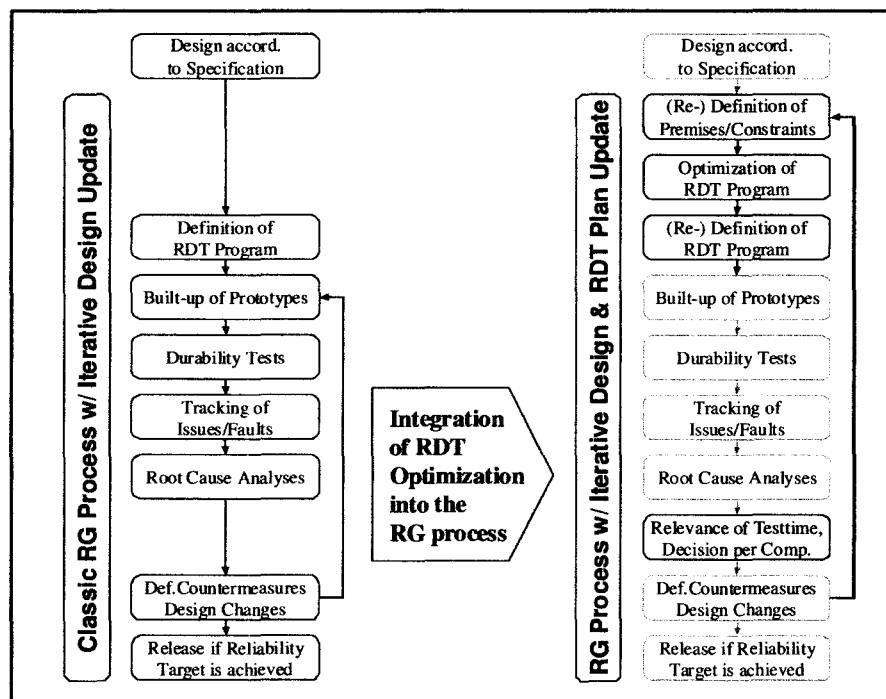 Classic RG Process w/ Iterative Design Update
Design accord.
to Specification
Definition of
RDT Program
Built-up of Prototypes
Durability Tests
Tracking of
Issues/Faults
Root Cause Analyses
Def.Countermeasures
Design Changes
Release if Reliability
Target is achieved
Integration
of RDT
Optimization
into the
RG process
RG Process w/ Iterative Design & RDT Plan Update
Design accord.
to Specification
(Re-) Definition of
Premises/Constraints
Optimization of
RDT Program
(Re-) Definition of
RDT Program
Built-up of Prototypes
Durability Tests
Tracking of
Issues/Faults
Root Cause Analyses
Relevance of Testtime,
Decision per Comp.
Def.Countermeasures
Design Changes
Release if Reliability
Target is achieved